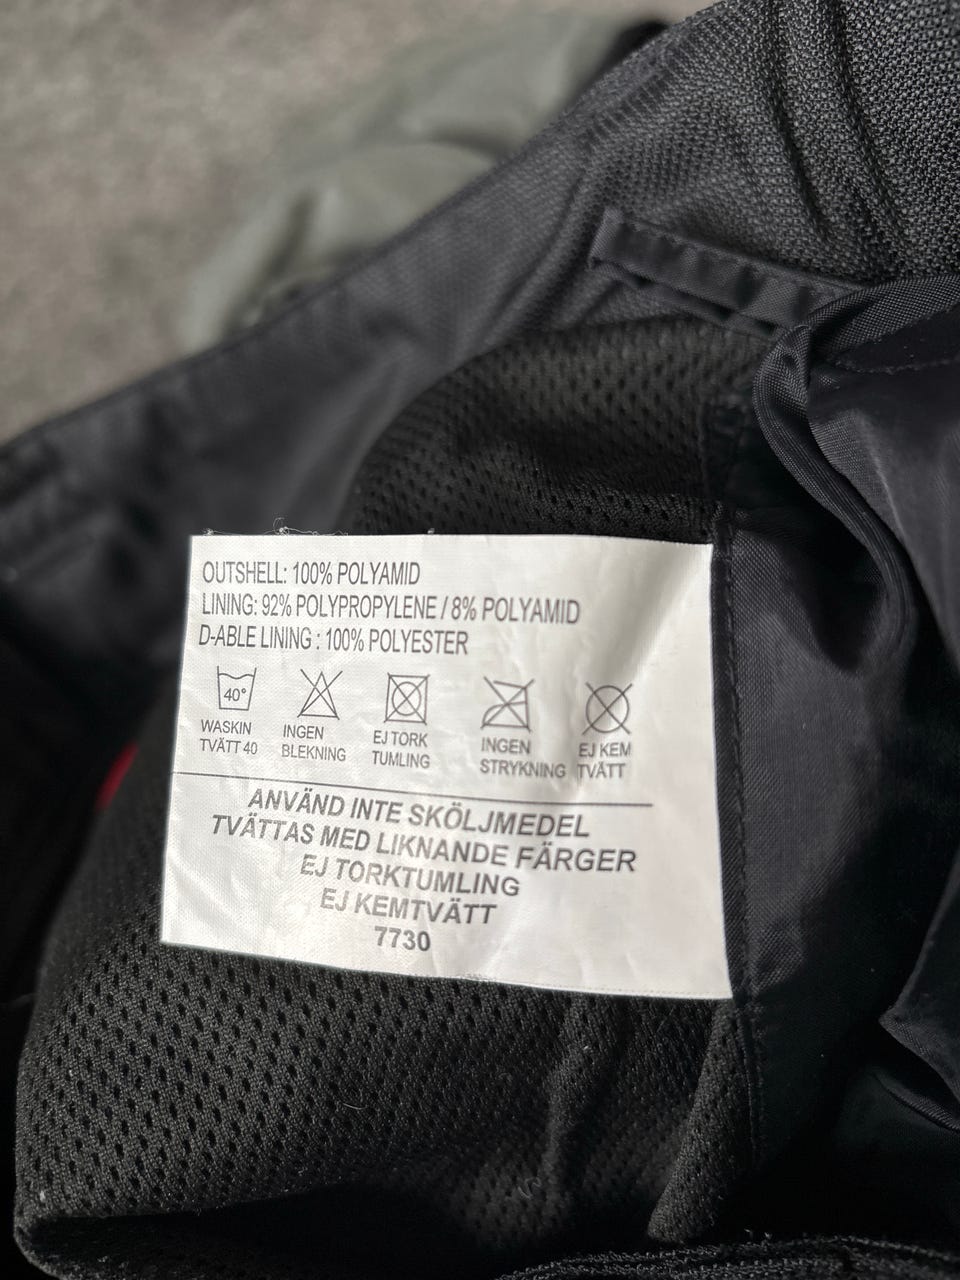 OUTSHELL: 100% POLYAMID
LINING: 92% POLYPROPYLENE / 8% POLYAMID
D-ABLE LINING : 100% POLYESTER
40°
WASKIN
TVÄTT 40
INGEN
BLEKNING
EJ TORK
TUMLING
INGEN
STRYKNING
EJ KEM
TVÄTT
ANVÄND INTE SKÖLJMEDEL
TVÄTTAS MED LIKNANDE FÄRGER
EJ TORKTUMLING
EJ KEMTVÄTT
7730